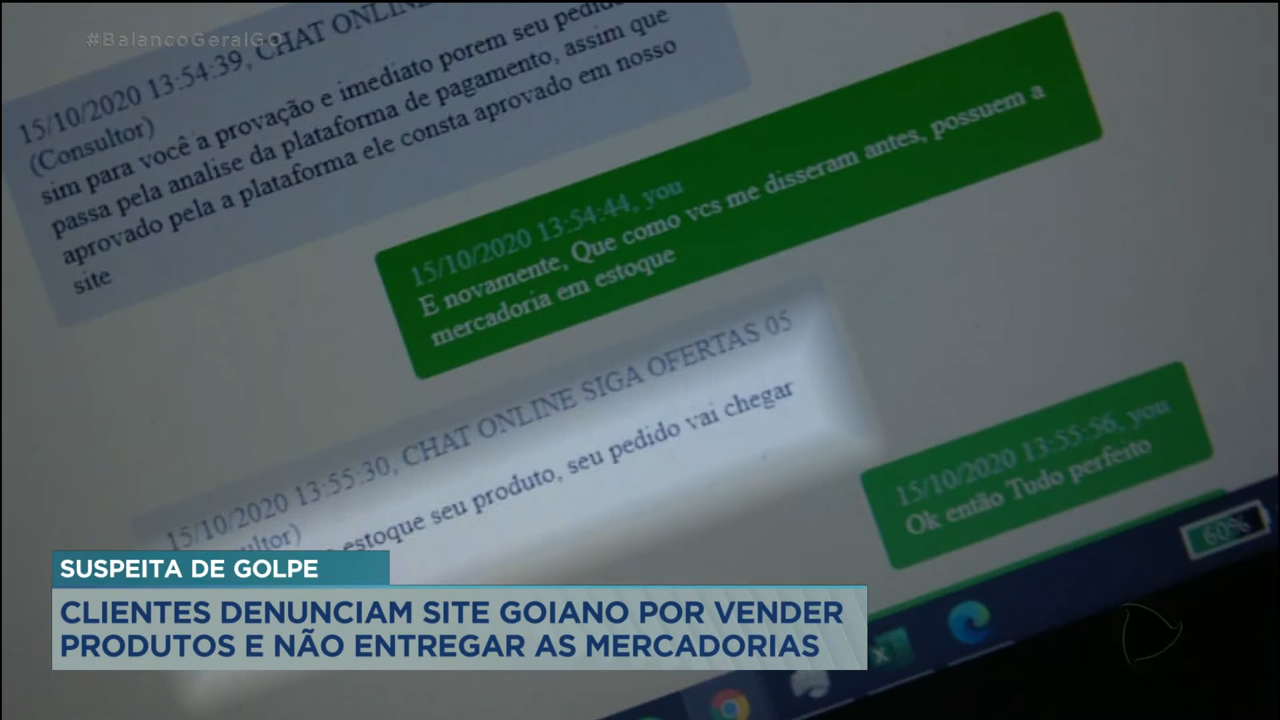 #BalancoGeralGO
15/10/2020 13:54:39, CHAT ONLINE
(Consultor)
sim para você a provação e imediato porem seu pedido
passa pela analise da plataforma de pagamento, assim que
aprovado pela a plataforma ele consta aprovado em nosso
site
15/10/2020 13:54:44, you
E novamente, Que como vcs me disseram antes, possuem a
mercadoria em estoque
15/10/2020 13:55:30, CHAT ONLINE SIGA OFERTAS 05
estoque seu produto, seu pedido vai chegar
15/10/2020 13:55:56, you
Ok então Tudo perfeito
60%
SUSPEITA DE GOLPE
CLIENTES DENUNCIAM SITE GOIANO POR VENDER
PRODUTOS E NÃO ENTREGAR AS MERCADORIAS